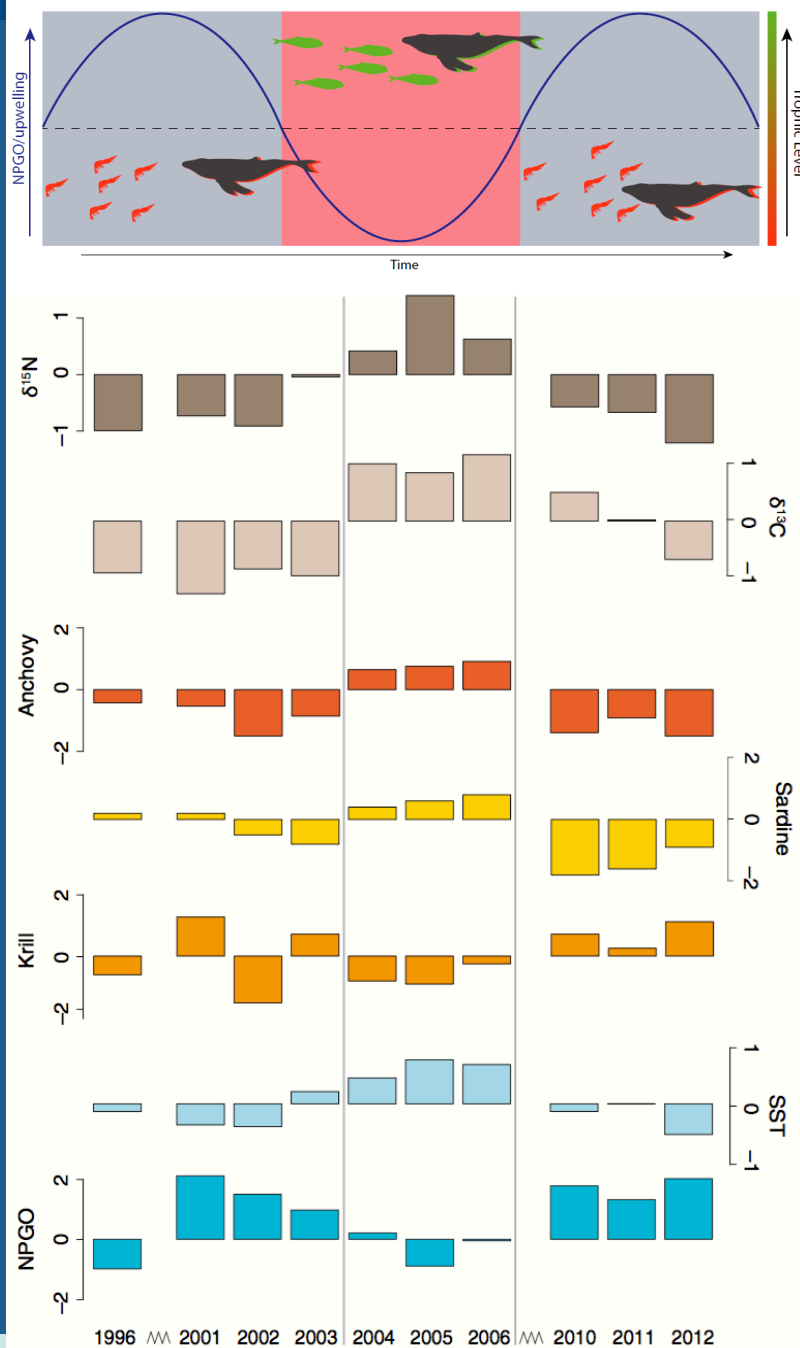 NPGO/upwelling
Trophic Level
Time
1
0
−1
δ¹⁵N
1
0
−1
δ¹³C
2
0
−2
Anchovy
2
0
−2
Sardine
2
0
−2
Krill
1
0
−1
SST
2
0
−2
NPGO
1996 2001 2002 2003 2004 2005 2006 2010 2011 2012